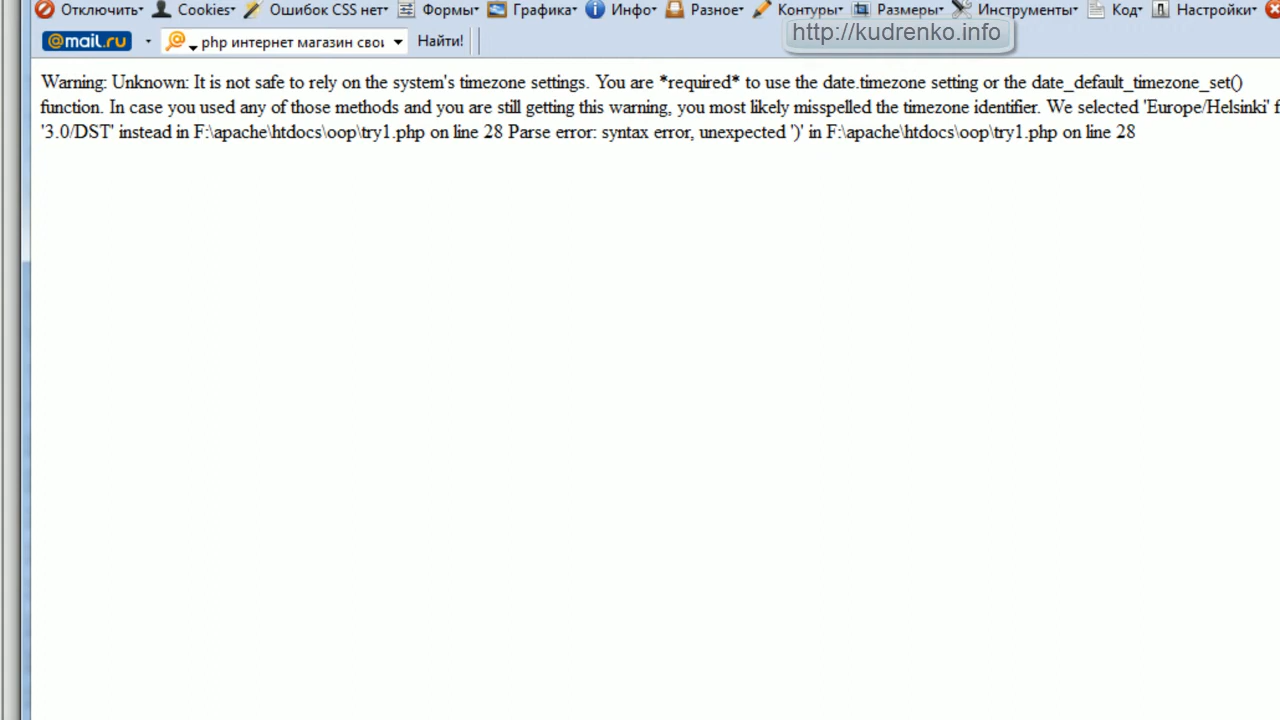 Отключить Cookies Ошибок CSS нет Формы Графика Инфо Разное Контуры Размеры Инструменты Код Настройки
@mail.ru php интернет магазин свои Найти!
http://kudrenko.info
Warning: Unknown: It is not safe to rely on the system's timezone settings. You are *required* to use the date.timezone setting or the date_default_timezone_set()
function. In case you used any of those methods and you are still getting this warning, you most likely misspelled the timezone identifier. We selected 'Europe/Helsinki' f
'3.0/DST' instead in F:\apache\htdocs\oop\try1.php on line 28 Parse error: syntax error, unexpected ')' in F:\apache\htdocs\oop\try1.php on line 28